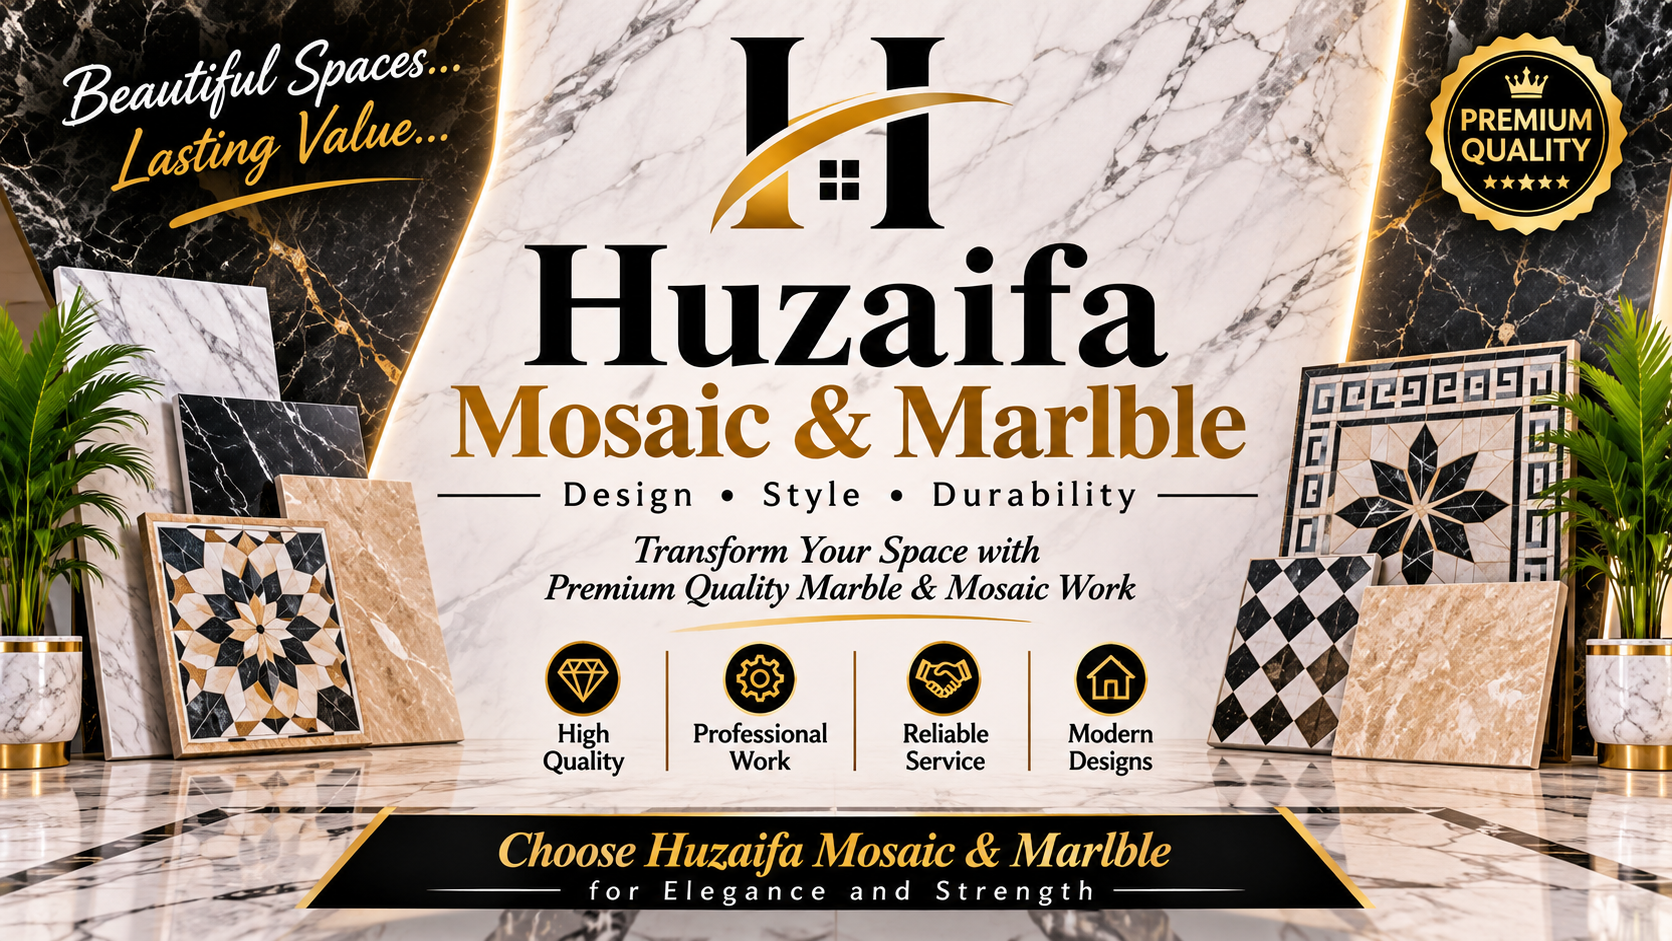 Beautiful Spaces...
Lasting Value...
PREMIUM
QUALITY
H
Huzaifa
Mosaic & Marlble
Design • Style • Durability
Transform Your Space with
Premium Quality Marble & Mosaic Work
High
Quality
Professional
Work
Reliable
Service
Modern
Designs
Choose Huzaifa Mosaic & Marlble
for Elegance and Strength